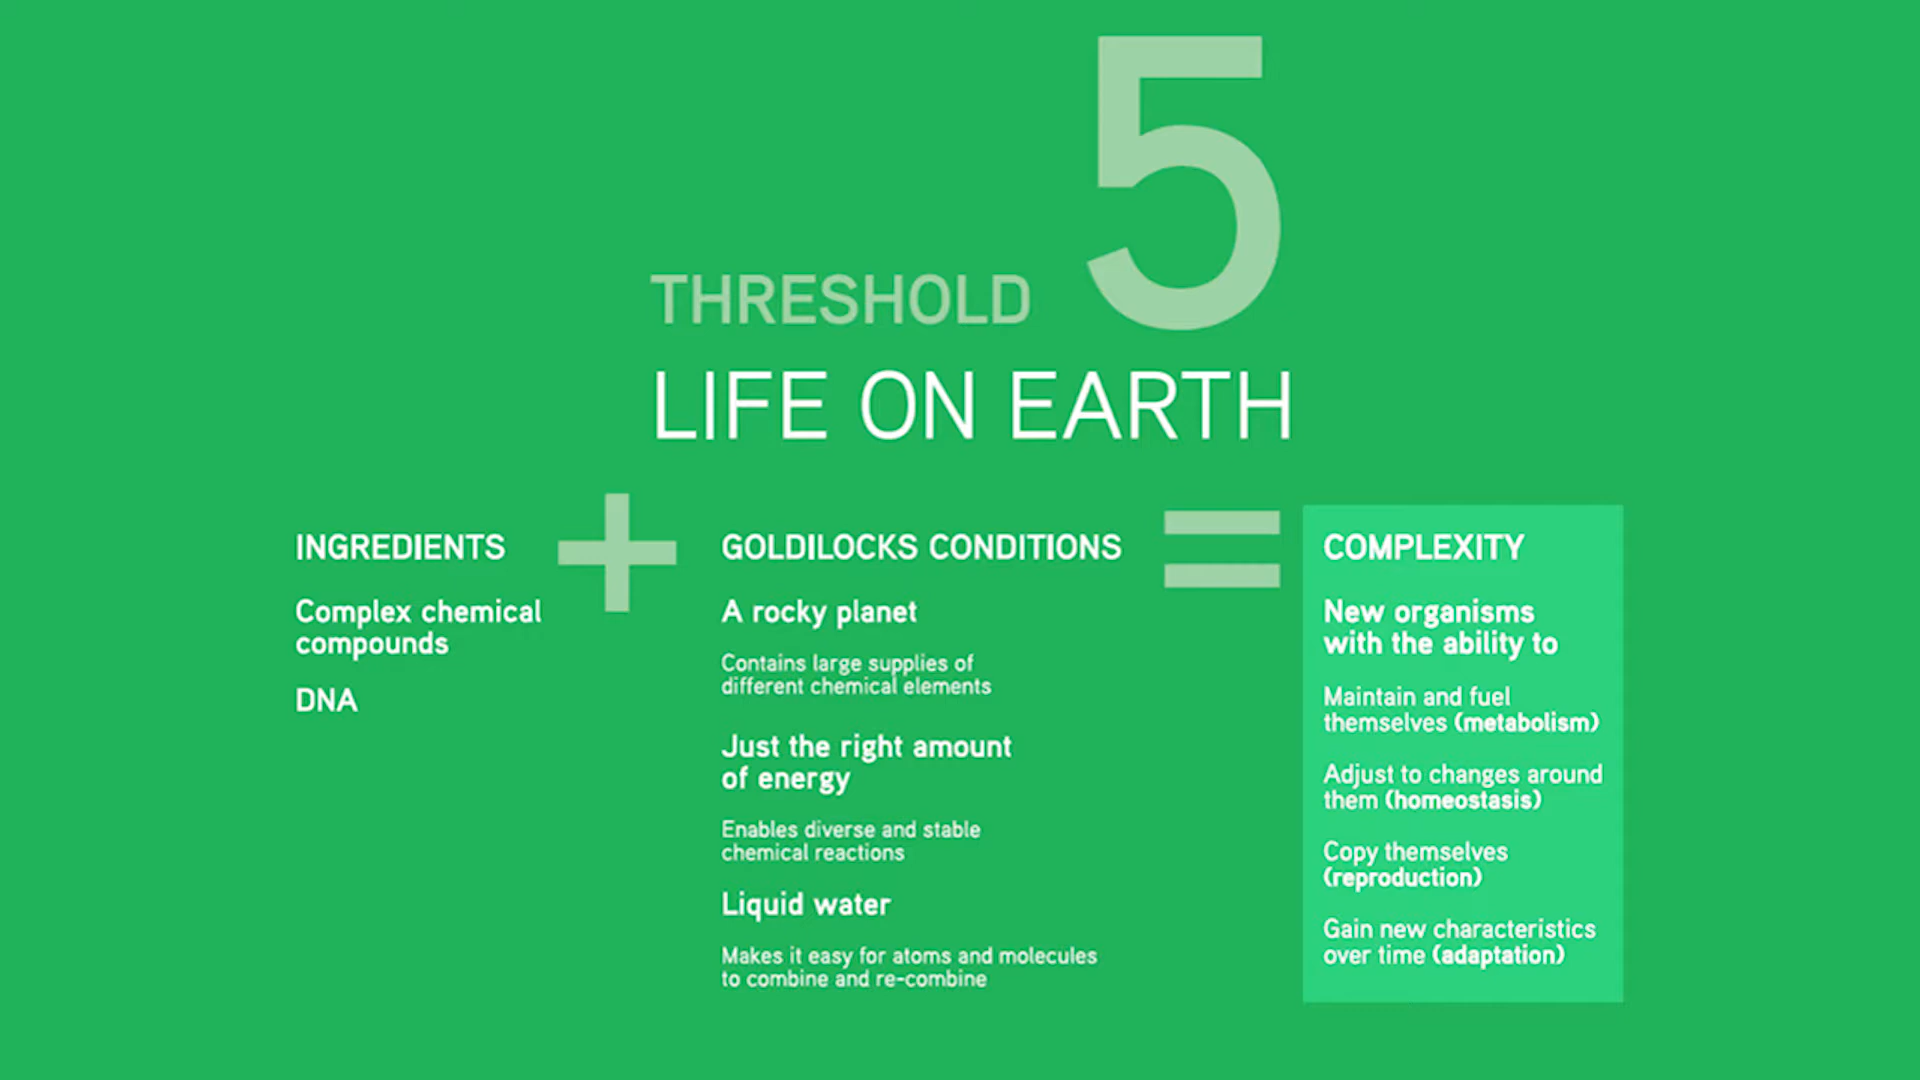 THRESHOLD 5
LIFE ON EARTH
INGREDIENTS
Complex chemical
compounds
DNA
+
GOLDILOCKS CONDITIONS
A rocky planet
Contains large supplies of
different chemical elements
Just the right amount
of energy
Enables diverse and stable
chemical reactions
Liquid water
Makes it easy for atoms and molecules
to combine and re-combine
=
COMPLEXITY
New organisms
with the ability to
Maintain and fuel
themselves (metabolism)
Adjust to changes around
them (homeostasis)
Copy themselves
(reproduction)
Gain new characteristics
over time (adaptation)